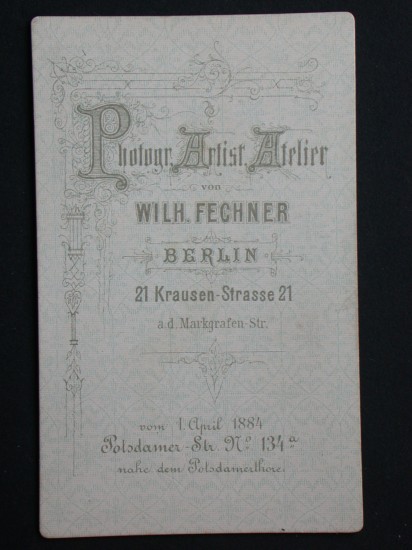 Photogr. Artist. Atelier
von
WILH. FECHNER
BERLIN
21 Krausen-Strasse 21
a.d. Markgrafen-Str.
vom 1. April 1884
Potsdamer-Str. No. 134a
nahe dem Potsdamerthore.